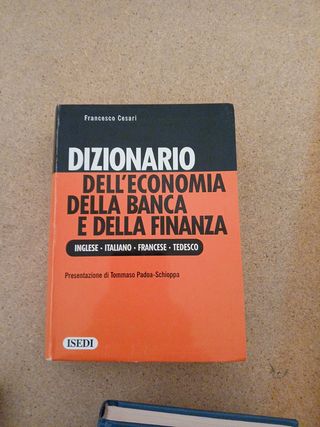 Francesco Cesari
DIZIONARIO
DELL'ECONOMIA
DELLA BANCA
E DELLA FINANZA
INGLESE • ITALIANO • FRANCESE • TEDESCO
Presentazione di Tommaso Padoa-Schioppa
ISEDI